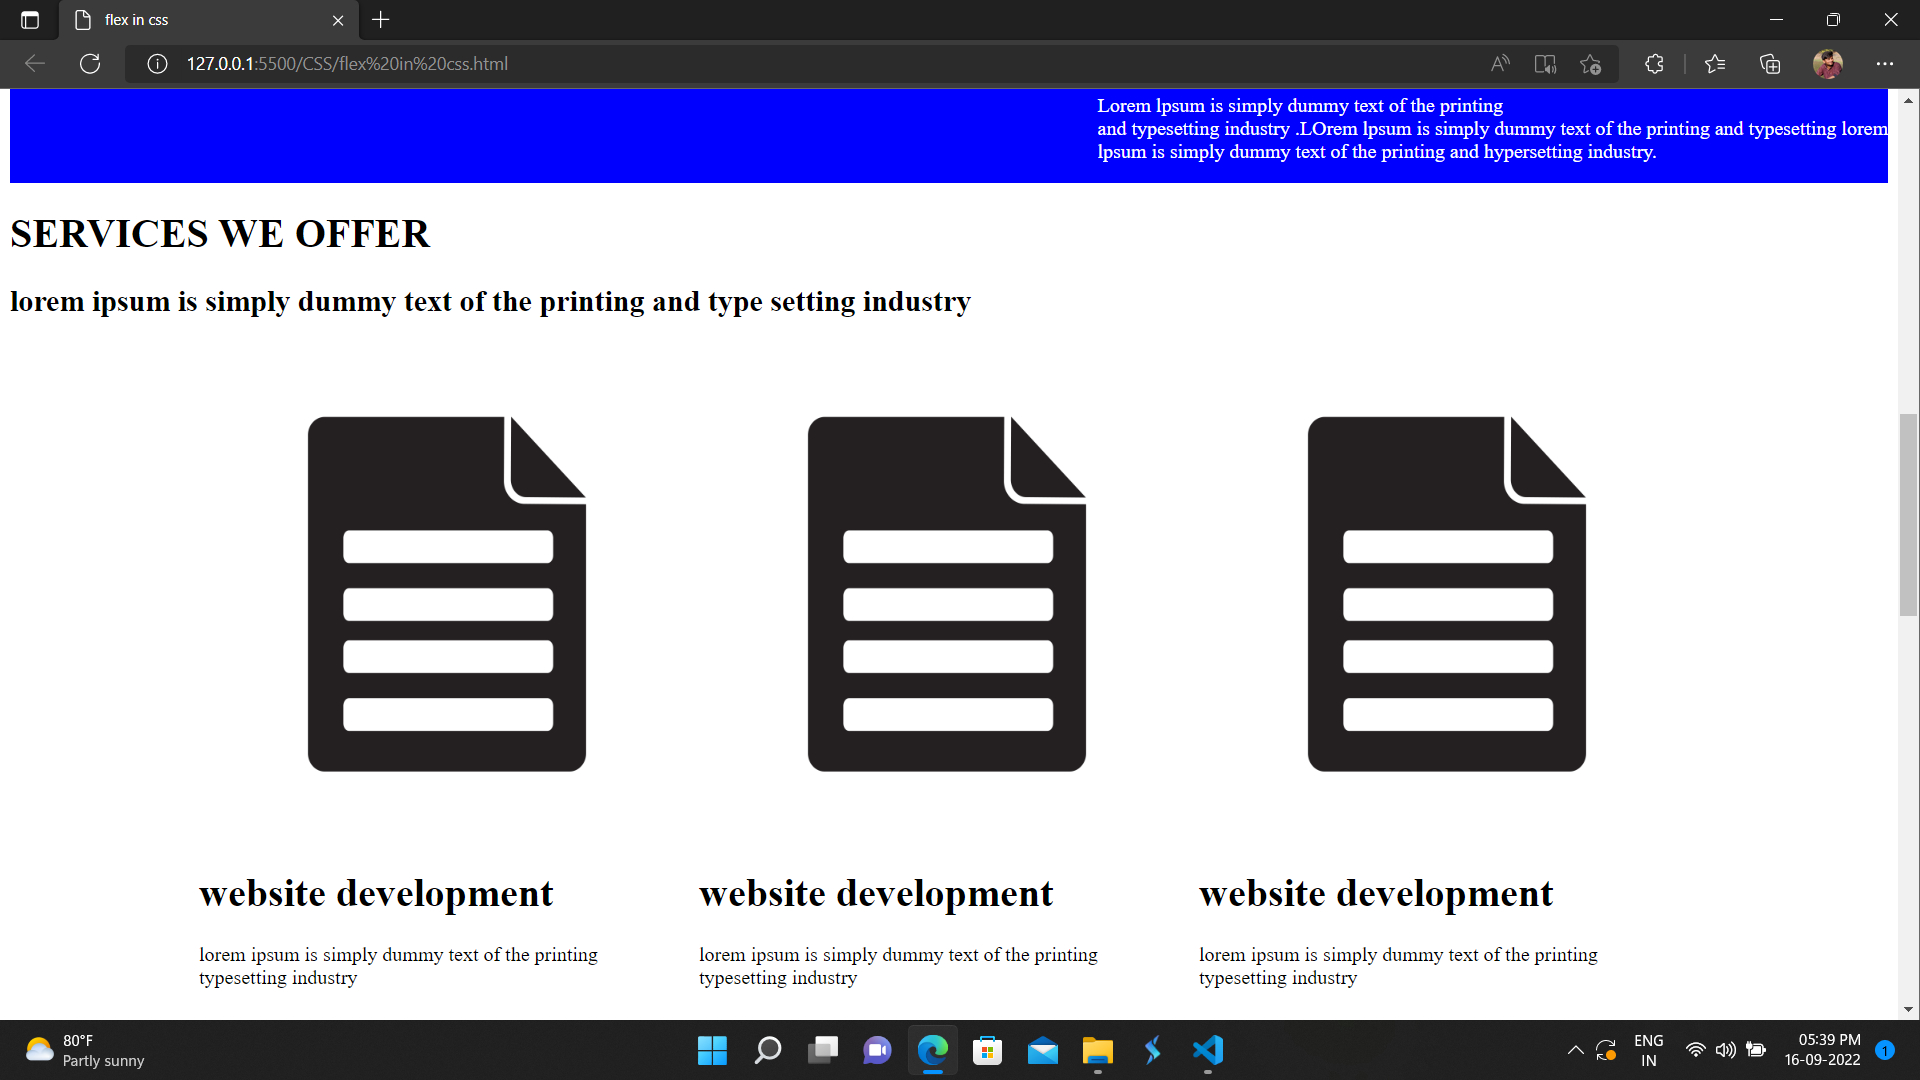 flex in css
127.0.0.1:5500/CSS/flex%20in%20css.html
Lorem lpsum is simply dummy text of the printing
and typesetting industry .LOrem lpsum is simply dummy text of the printing and typesetting lorem
lpsum is simply dummy text of the printing and hypersetting industry.
SERVICES WE OFFER
lorem ipsum is simply dummy text of the printing and type setting industry
website development
lorem ipsum is simply dummy text of the printing
typesetting industry
website development
lorem ipsum is simply dummy text of the printing
typesetting industry
website development
lorem ipsum is simply dummy text of the printing
typesetting industry
80°F
Partly sunny
ENG
IN
05:39 PM
16-09-2022
1